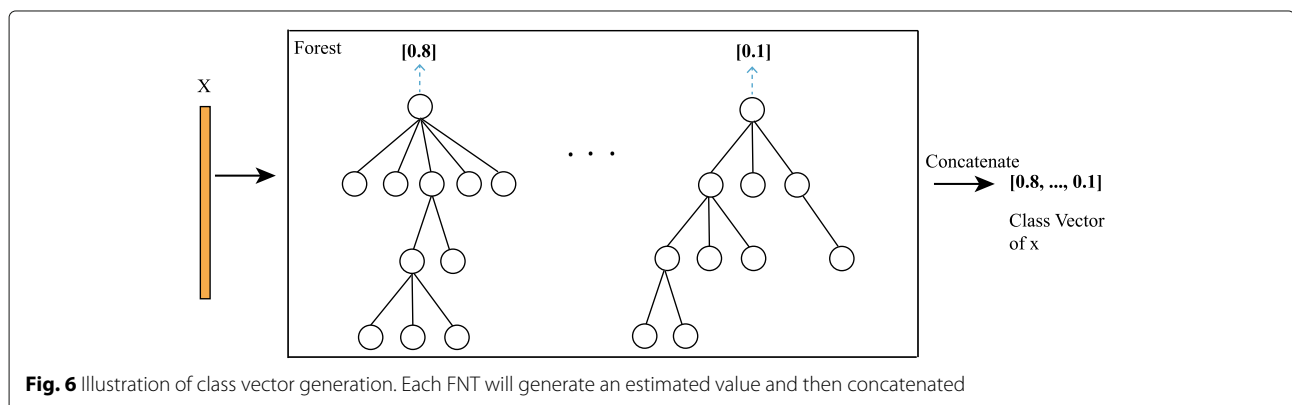 Forest
[0.8]
[0.1]
X
. . .
Concatenate
[0.8, ..., 0.1]
Class Vector
of x
Fig. 6 Illustration of class vector generation. Each FNT will generate an estimated value and then concatenated